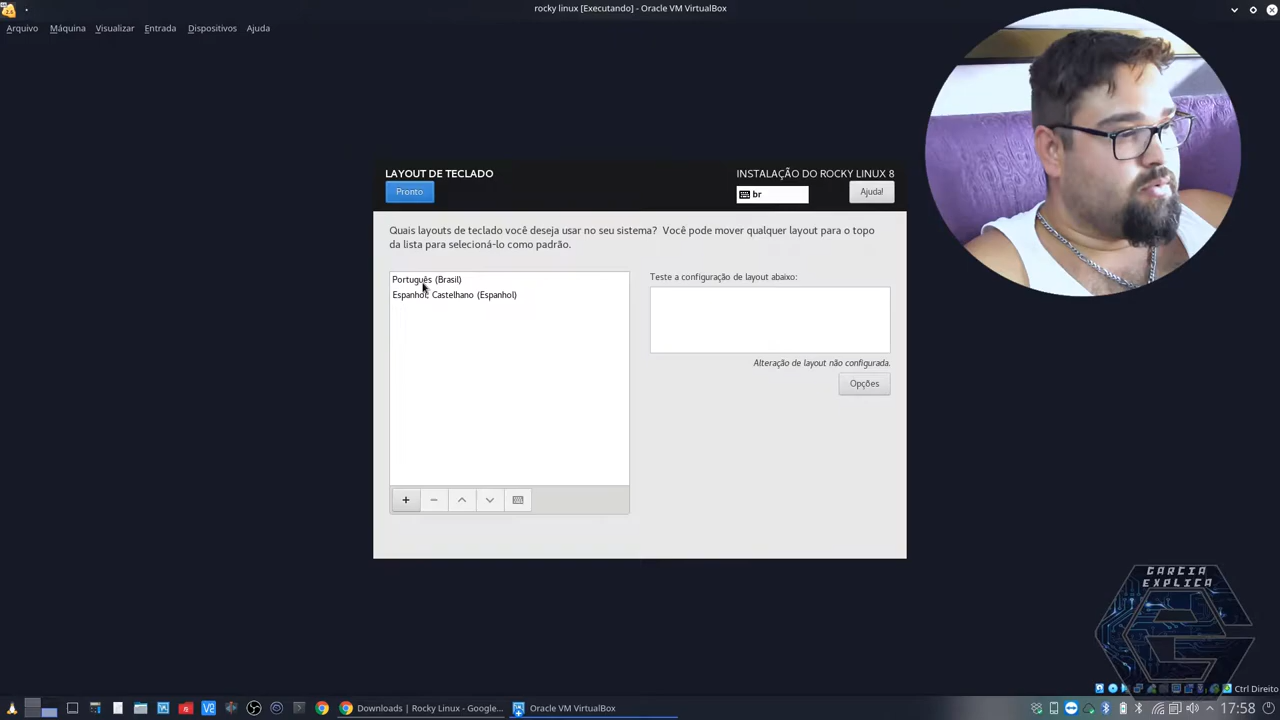 rocky linux [Executando] - Oracle VM VirtualBox
Arquivo Máquina Visualizar Entrada Dispositivos Ajuda
LAYOUT DE TECLADO
INSTALAÇÃO DO ROCKY LINUX 8
Pronto
br
Ajuda!
Quais layouts de teclado você deseja usar no seu sistema? Você pode mover qualquer layout para o topo
da lista para selecioná-lo como padrão.
Português (Brasil)
Espanhol; Castelhano (Espanhol)
Teste a configuração de layout abaixo:
Alteração de layout não configurada.
Opções
GARCIA
EXPLICA
Ctrl Direito
Downloads | Rocky Linux - Google...
Oracle VM VirtualBox
17:58